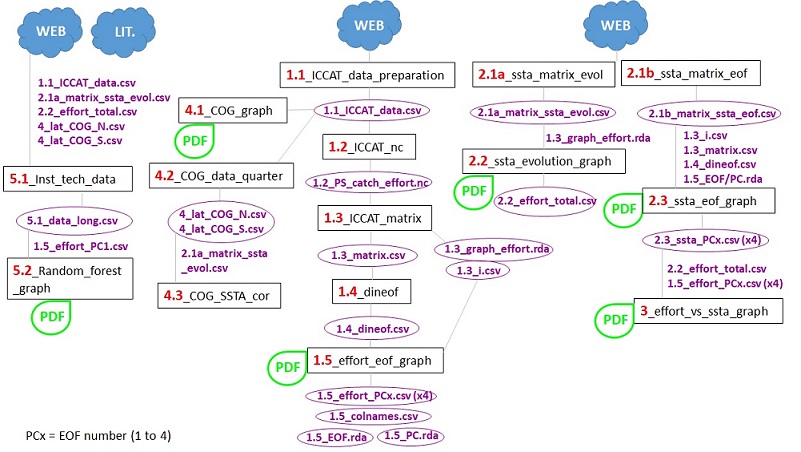 WEB
LIT.
WEB
WEB
1.1_ICCAT_data.csv
2.1a_matrix_ssta_evol.csv
2.2_effort_total.csv
4_lat_COG_N.csv
4_lat_COG_S.csv
5.1_Inst_tech_data
5.1_data_long.csv
1.5_effort_PC1.csv
5.2_Random_forest
_graph
PDF
4.1_COG_graph
PDF
4.2_COG_data_quarter
4_lat_COG_N.csv
4_lat_COG_S.csv
2.1a_matrix_ssta
_evol.csv
4.3_COG_SSTA_cor
1.1_ICCAT_data_preparation
1.1_ICCAT_data.csv
1.2_ICCAT_nc
1.2_PS_catch_effort.nc
1.3_ICCAT_matrix
1.3_matrix.csv
1.3_graph_effort.rda
1.3_i.csv
1.4_dineof
1.4_dineof.csv
1.5_effort_eof_graph
PDF
1.5_effort_PCx.csv (x4)
1.5_colnames.csv
1.5_EOF.rda
1.5_PC.rda
2.1a_ssta_matrix_evol
2.1a_matrix_ssta_evol.csv
1.3_graph_effort.rda
2.2_ssta_evolution_graph
PDF
2.2_effort_total.csv
2.1b_ssta_matrix_eof
2.1b_matrix_ssta_eof.csv
1.3_i.csv
1.3_matrix.csv
1.4_dineof.csv
1.5_EOF/PC.rda
2.3_ssta_eof_graph
PDF
2.3_ssta_PCx.csv (x4)
2.2_effort_total.csv
1.5_effort_PCx.csv (x4)
3_effort_vs_ssta_graph
PDF
PCx = EOF number (1 to 4)